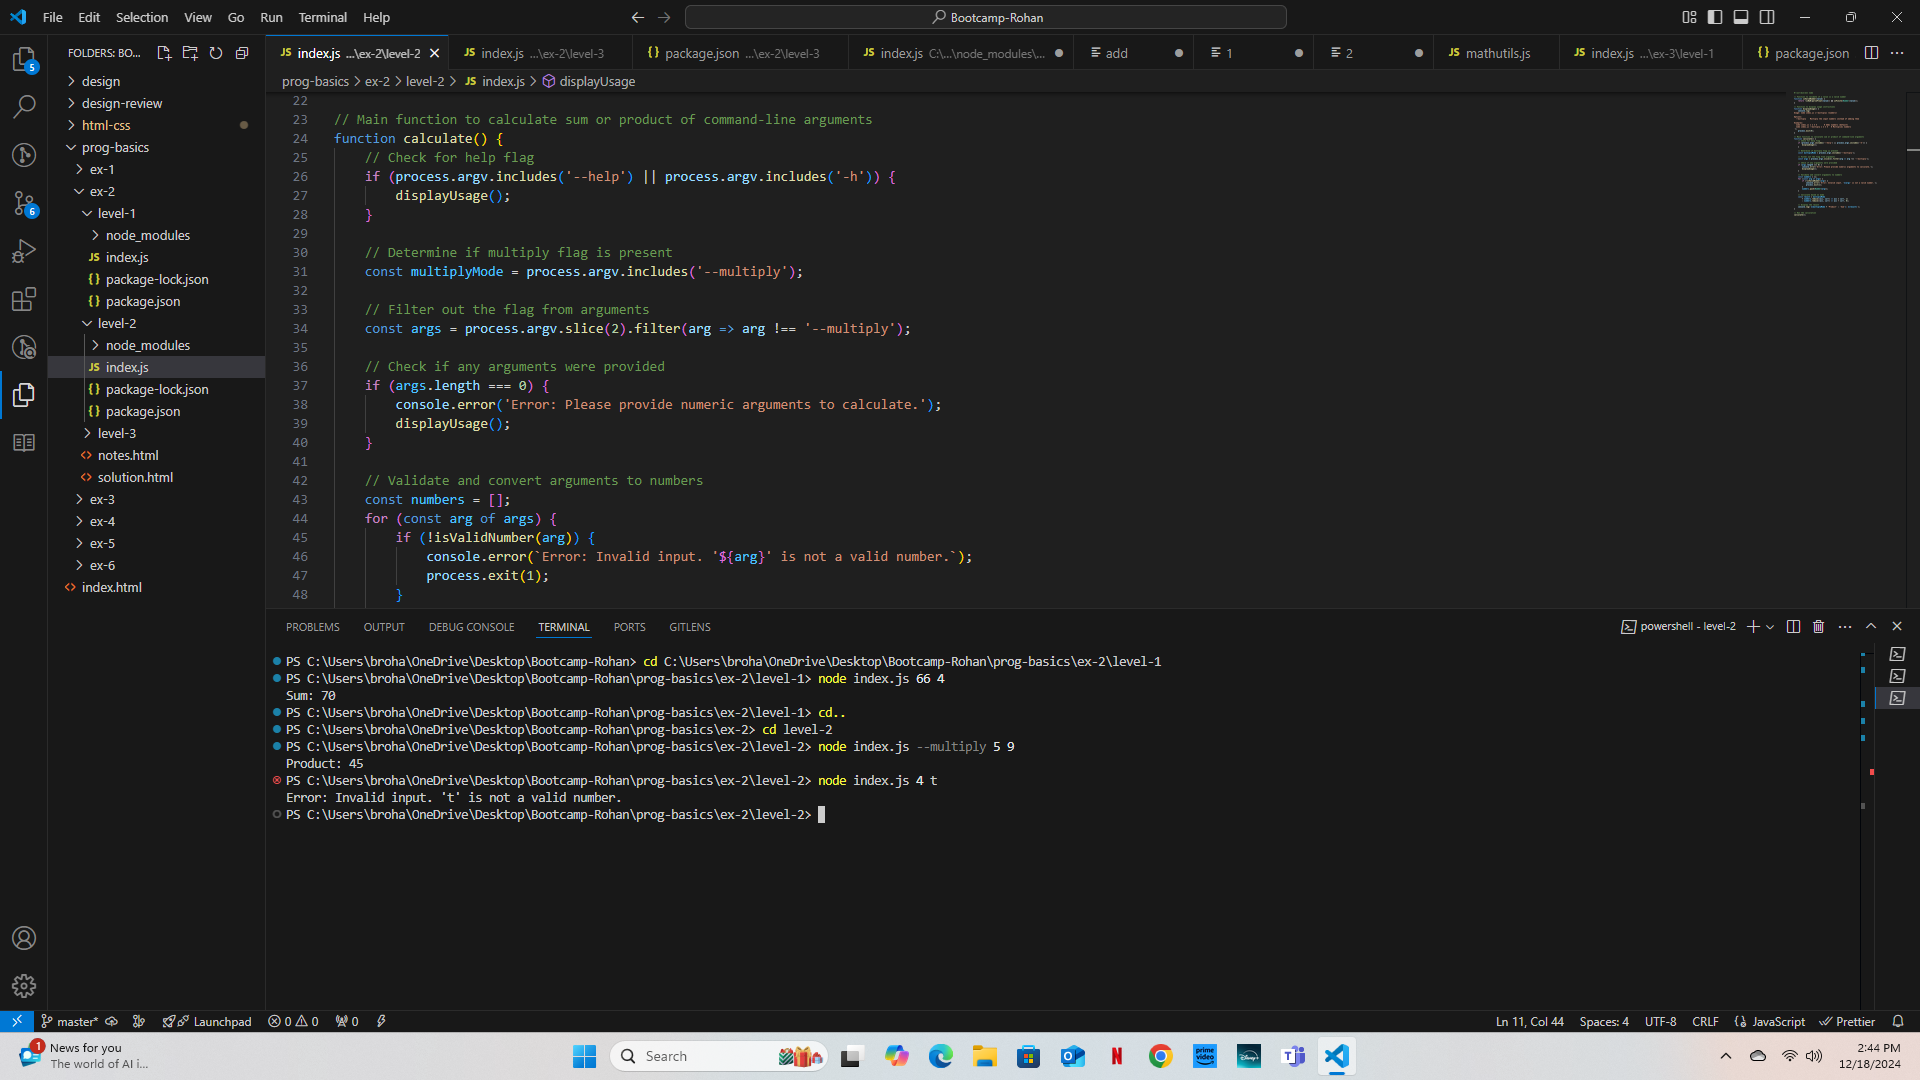 File Edit Selection View Go Run Terminal Help
Bootcamp-Rohan
FOLDERS: BO...
index.js ...\ex-2\level-2
index.js ...\ex-2\level-3
package.json ...\ex-2\level-3
index.js C:\...\node_modules\...
add
1
2
mathutils.js
index.js ...\ex-3\level-1
package.json
prog-basics > ex-2 > level-2 > JS index.js > displayUsage
5
6
design
design-review
html-css
prog-basics
ex-1
ex-2
level-1
node_modules
JS index.js
{} package-lock.json
{} package.json
level-2
node_modules
JS index.js
{} package-lock.json
{} package.json
level-3
<> notes.html
<> solution.html
ex-3
ex-4
ex-5
ex-6
<> index.html
22
23 // Main function to calculate sum or product of command-line arguments
24 function calculate() {
25 // Check for help flag
26 if (process.argv.includes('--help') || process.argv.includes('-h')) {
27 displayUsage();
28 }
29
30 // Determine if multiply flag is present
31 const multiplyMode = process.argv.includes('--multiply');
32
33 // Filter out the flag from arguments
34 const args = process.argv.slice(2).filter(arg => arg !== '--multiply');
35
36 // Check if any arguments were provided
37 if (args.length === 0) {
38 console.error('Error: Please provide numeric arguments to calculate.');
39 displayUsage();
40 }
41
42 // Validate and convert arguments to numbers
43 const numbers = [];
44 for (const arg of args) {
45 if (!isValidNumber(arg)) {
46 console.error(`Error: Invalid input. '${arg}' is not a valid number.`);
47 process.exit(1);
48 }
PROBLEMS OUTPUT DEBUG CONSOLE TERMINAL PORTS GITLENS
powershell - level-2
PS C:\Users\broha\OneDrive\Desktop\Bootcamp-Rohan> cd C:\Users\broha\OneDrive\Desktop\Bootcamp-Rohan\prog-basics\ex-2\level-1
PS C:\Users\broha\OneDrive\Desktop\Bootcamp-Rohan\prog-basics\ex-2\level-1> node index.js 66 4
Sum: 70
PS C:\Users\broha\OneDrive\Desktop\Bootcamp-Rohan\prog-basics\ex-2\level-1> cd..
PS C:\Users\broha\OneDrive\Desktop\Bootcamp-Rohan\prog-basics\ex-2> cd level-2
PS C:\Users\broha\OneDrive\Desktop\Bootcamp-Rohan\prog-basics\ex-2\level-2> node index.js --multiply 5 9
Product: 45
PS C:\Users\broha\OneDrive\Desktop\Bootcamp-Rohan\prog-basics\ex-2\level-2> node index.js 4 t
Error: Invalid input. 't' is not a valid number.
PS C:\Users\broha\OneDrive\Desktop\Bootcamp-Rohan\prog-basics\ex-2\level-2>
master* Launchpad 0 0 0
Ln 11, Col 44 Spaces: 4 UTF-8 CRLF {} JavaScript Prettier
1
News for you
The world of AI i...
Search
prime video
Disney+
2:44 PM
12/18/2024